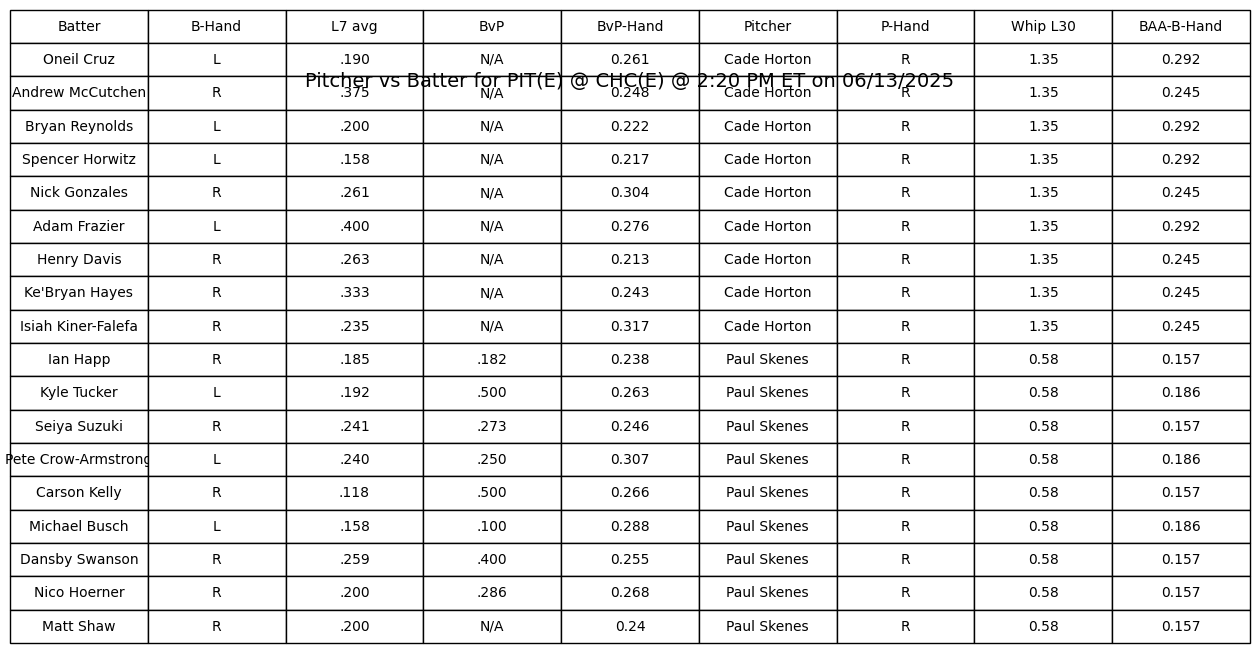 Batter B-Hand L7 avg BvP BvP-Hand Pitcher P-Hand Whip L30 BAA-B-Hand
Oneil Cruz L .190 N/A 0.261 Cade Horton R 1.35 0.292
Pitcher vs Batter for PIT(E) @ CHC(E) @ 2:20 PM ET on 06/13/2025
Andrew McCutchen R .375 N/A 0.248 Cade Horton R 1.35 0.245
Bryan Reynolds L .200 N/A 0.222 Cade Horton R 1.35 0.292
Spencer Horwitz L .158 N/A 0.217 Cade Horton R 1.35 0.292
Nick Gonzales R .261 N/A 0.304 Cade Horton R 1.35 0.245
Adam Frazier L .400 N/A 0.276 Cade Horton R 1.35 0.292
Henry Davis R .263 N/A 0.213 Cade Horton R 1.35 0.245
Ke'Bryan Hayes R .333 N/A 0.243 Cade Horton R 1.35 0.245
Isiah Kiner-Falefa R .235 N/A 0.317 Cade Horton R 1.35 0.245
Ian Happ R .185 .182 0.238 Paul Skenes R 0.58 0.157
Kyle Tucker L .192 .500 0.263 Paul Skenes R 0.58 0.186
Seiya Suzuki R .241 .273 0.246 Paul Skenes R 0.58 0.157
Pete Crow-Armstrong L .240 .250 0.307 Paul Skenes R 0.58 0.186
Carson Kelly R .118 .500 0.266 Paul Skenes R 0.58 0.157
Michael Busch L .158 .100 0.288 Paul Skenes R 0.58 0.186
Dansby Swanson R .259 .400 0.255 Paul Skenes R 0.58 0.157
Nico Hoerner R .200 .286 0.268 Paul Skenes R 0.58 0.157
Matt Shaw R .200 N/A 0.24 Paul Skenes R 0.58 0.157